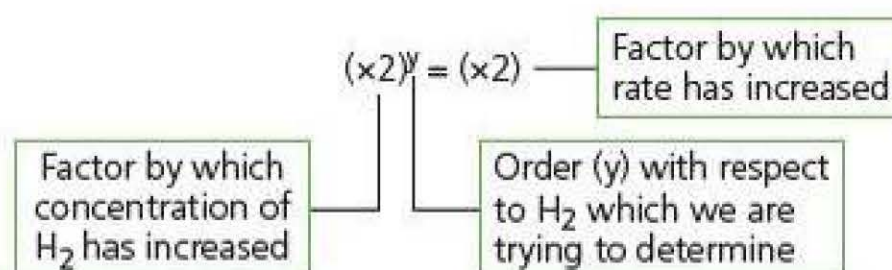 (×2)ʸ = (×2)
Factor by which
rate has increased
Factor by which
concentration of
H₂ has increased
Order (y) with respect
to H₂ which we are
trying to determine